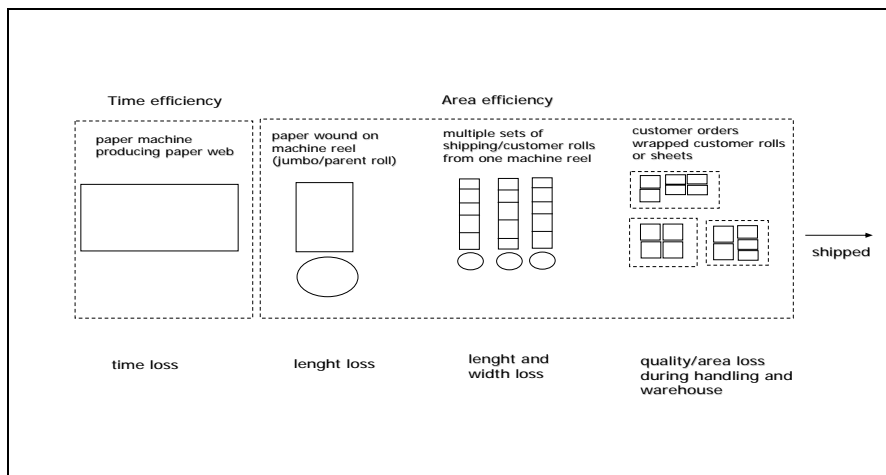 Time efficiency
Area efficiency
paper machine
producing paper web
paper wound on
machine reel
(jumbo/parent roll)
multiple sets of
shipping/customer rolls
from one machine reel
customer orders
wrapped customer rolls
or sheets
shipped
time loss
lenght loss
lenght and
width loss
quality/area loss
during handling and
warehouse